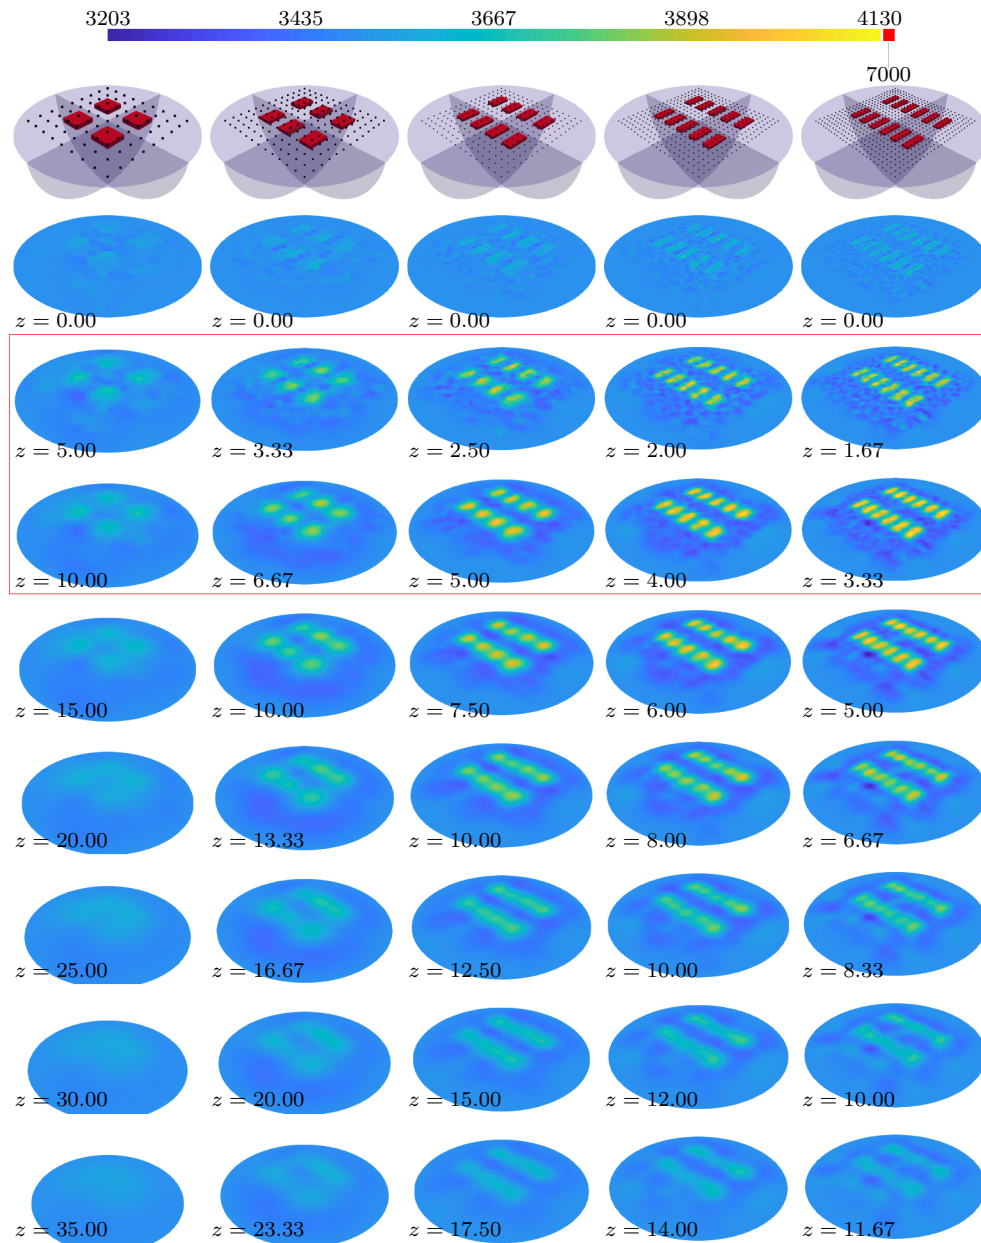 3203 3435 3667 3898 4130
7000
z = 0.00 z = 0.00 z = 0.00 z = 0.00 z = 0.00
z = 5.00 z = 3.33 z = 2.50 z = 2.00 z = 1.67
z = 10.00 z = 6.67 z = 5.00 z = 4.00 z = 3.33
z = 15.00 z = 10.00 z = 7.50 z = 6.00 z = 5.00
z = 20.00 z = 13.33 z = 10.00 z = 8.00 z = 6.67
z = 25.00 z = 16.67 z = 12.50 z = 10.00 z = 8.33
z = 30.00 z = 20.00 z = 15.00 z = 12.00 z = 10.00
z = 35.00 z = 23.33 z = 17.50 z = 14.00 z = 11.67